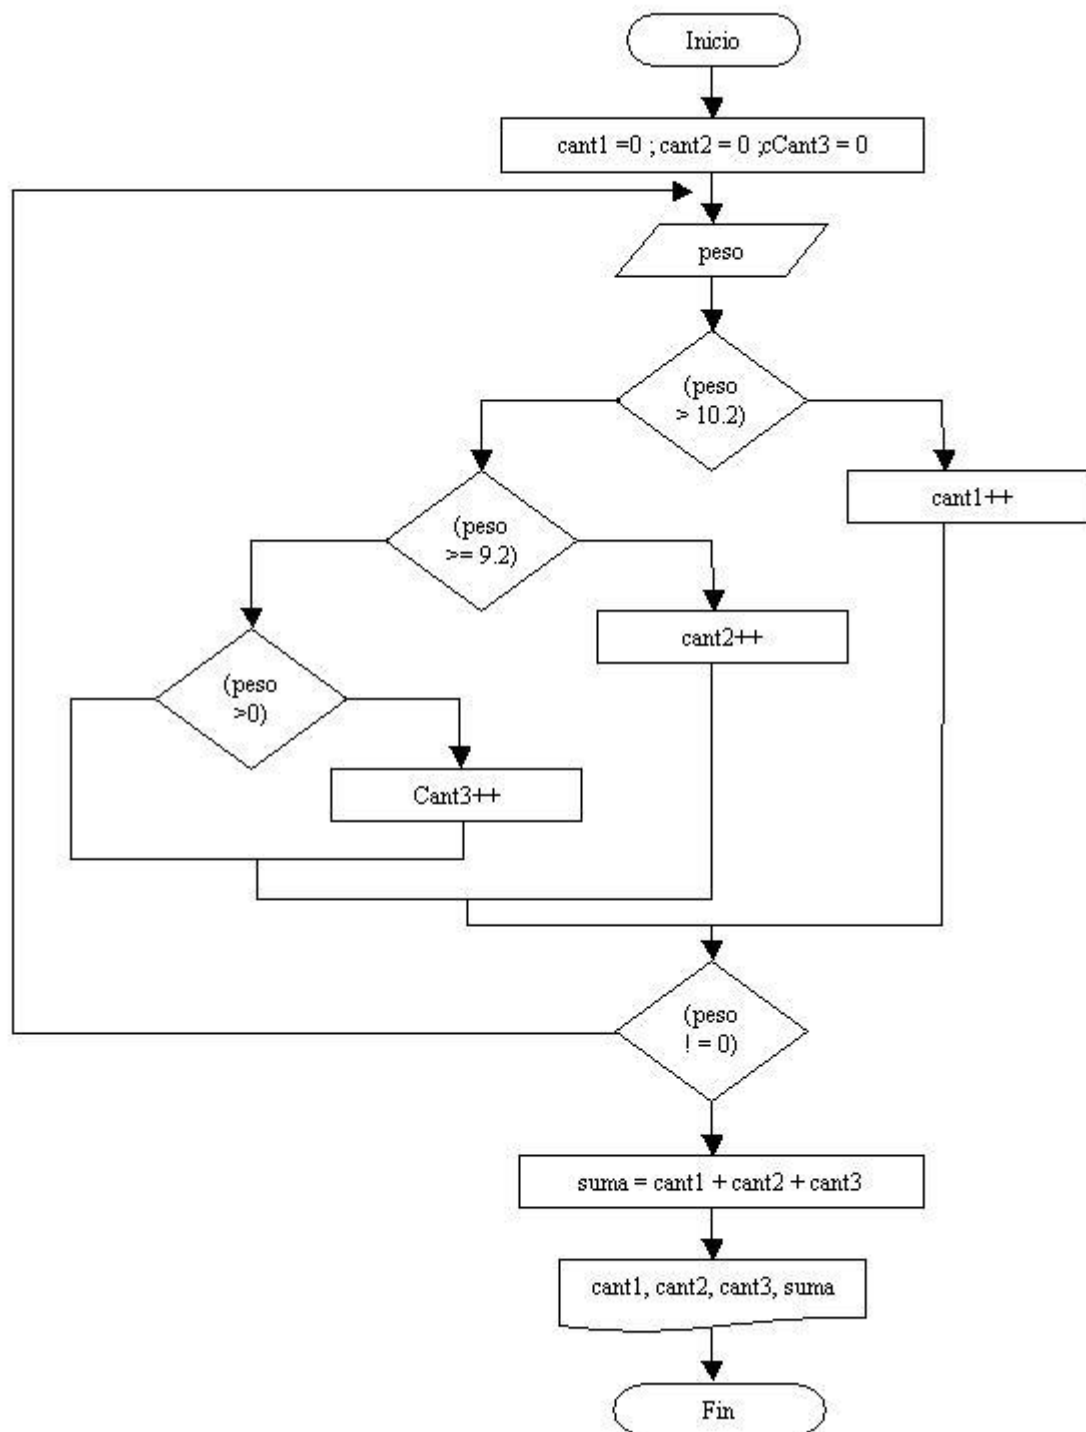 Inicio
cant1 =0 ; cant2 = 0 ;cCant3 = 0
peso
(peso
> 10.2)
(peso
>= 9.2)
cant1++
(peso
>0)
cant2++
Cant3++
(peso
! = 0)
suma = cant1 + cant2 + cant3
cant1, cant2, cant3, suma
Fin